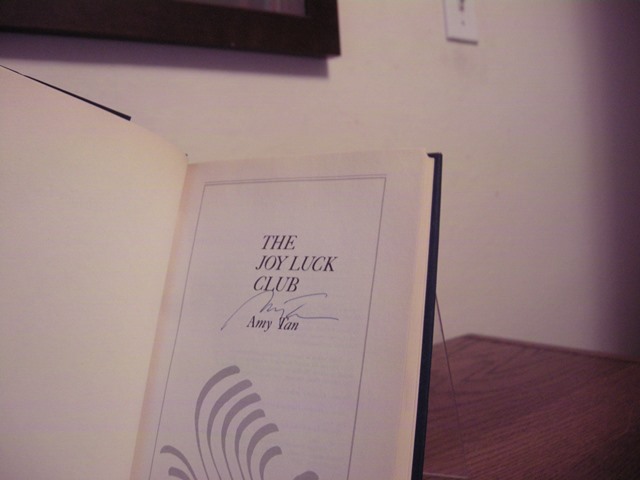 THE
JOY LUCK
CLUB
Amy Tan